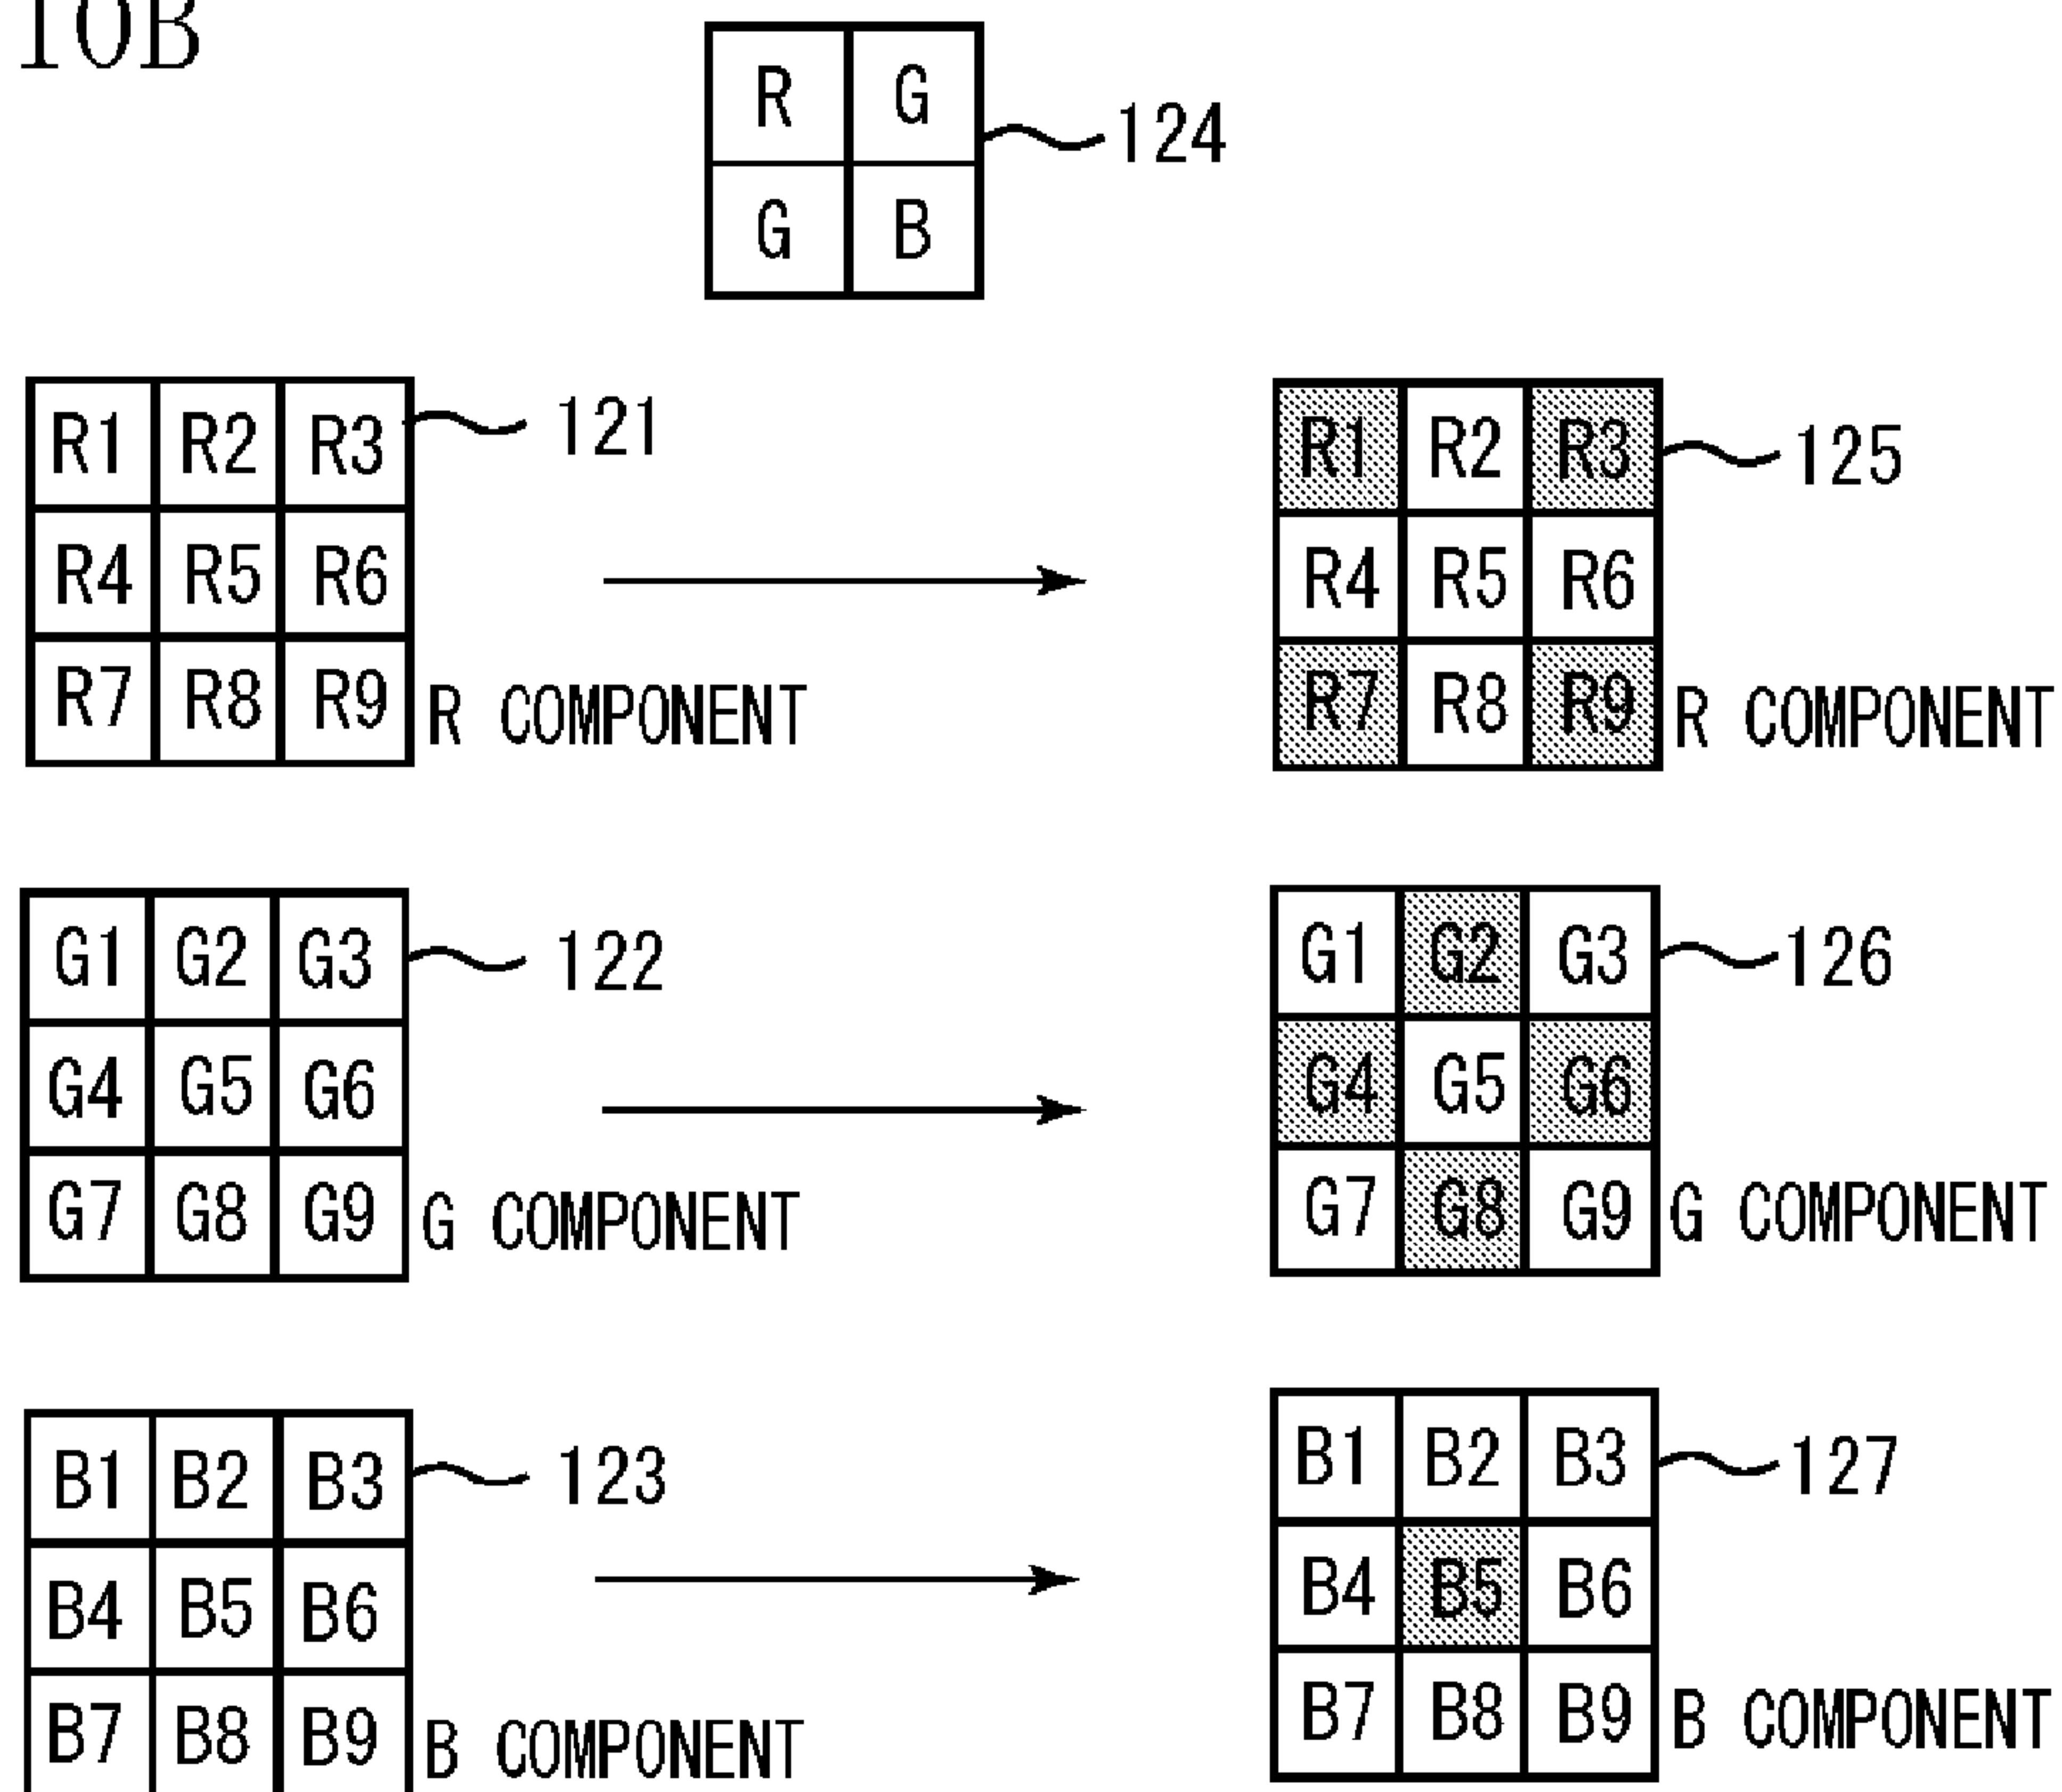 10B
R G
124
G B
R1 R2 R3
121
R4 R5 R6
R7 R8 R9
R COMPONENT
R1 R2 R3
125
R4 R5 R6
R7 R8 R9
R COMPONENT
G1 G2 G3
122
G4 G5 G6
G7 G8 G9
G COMPONENT
G1 G2 G3
126
G4 G5 G6
G7 G8 G9
G COMPONENT
B1 B2 B3
123
B4 B5 B6
B7 B8 B9
B COMPONENT
B1 B2 B3
127
B4 B5 B6
B7 B8 B9
B COMPONENT